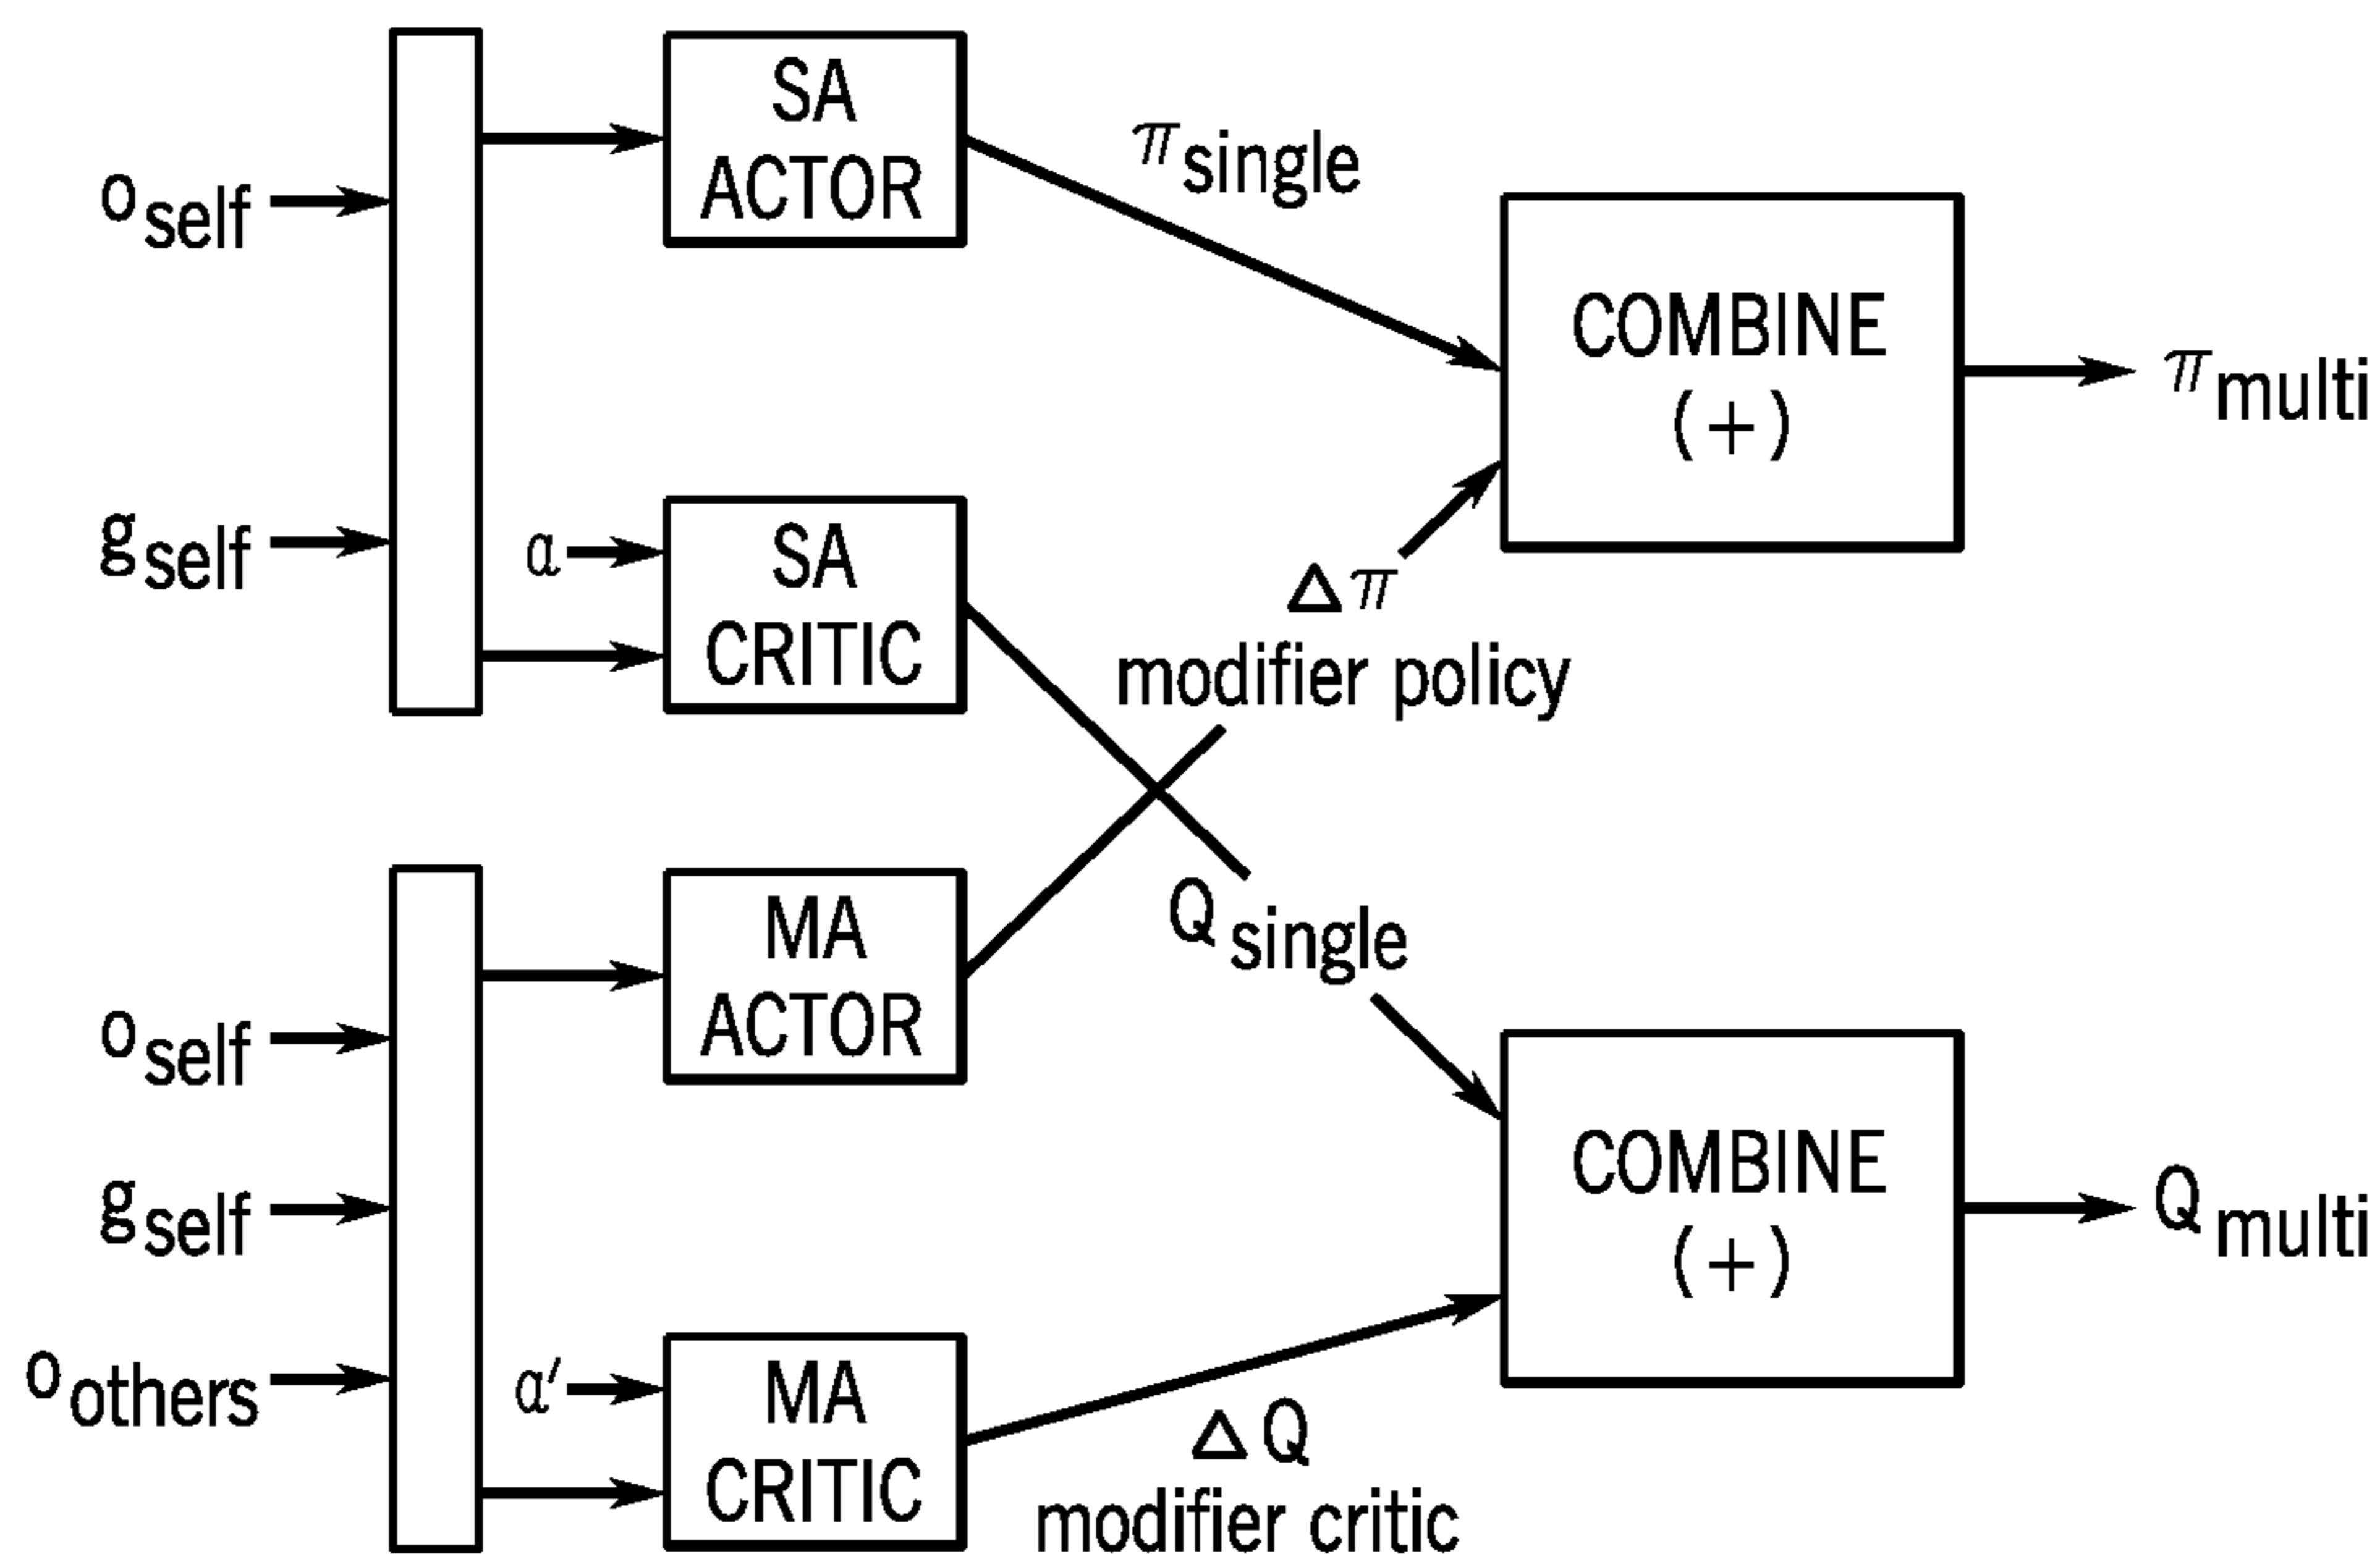 o self
g self
SA
ACTOR
α
SA
CRITIC
π single
Δπ
modifier policy
COMBINE
(+)
π multi
o self
g self
o others
MA
ACTOR
α′
MA
CRITIC
Q single
ΔQ
modifier critic
COMBINE
(+)
Q multi